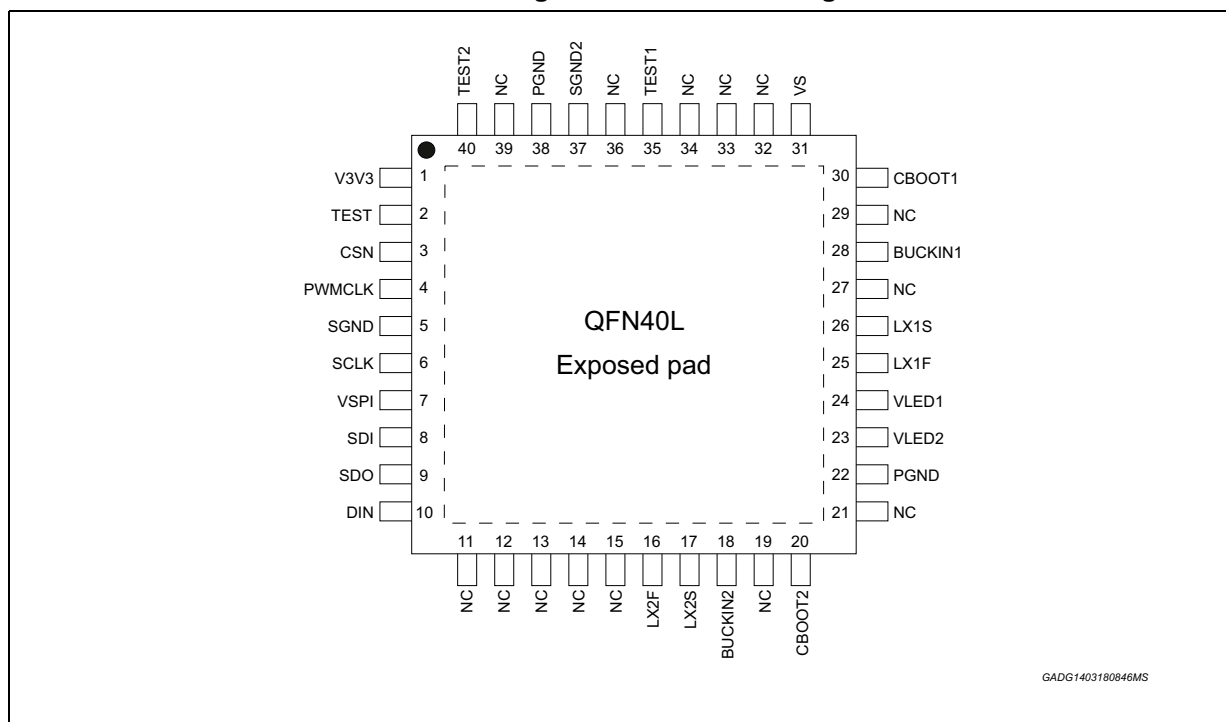 TEST2
NC
PGND
SGND2
NC
TEST1
NC
NC
NC
VS
40 39 38 37 36 35 34 33 32 31
V3V3 1 30 CBOOT1
TEST 2 29 NC
CSN 3 28 BUCKIN1
PWMCLK 4 27 NC
SGND 5 26 LX1S
SCLK 6 25 LX1F
VSPI 7 24 VLED1
SDI 8 23 VLED2
SDO 9 22 PGND
DIN 10 21 NC
QFN40L
Exposed pad
11 12 13 14 15 16 17 18 19 20
NC
NC
NC
NC
NC
LX2F
LX2S
BUCKIN2
NC
CBOOT2
GADG1403180846MS